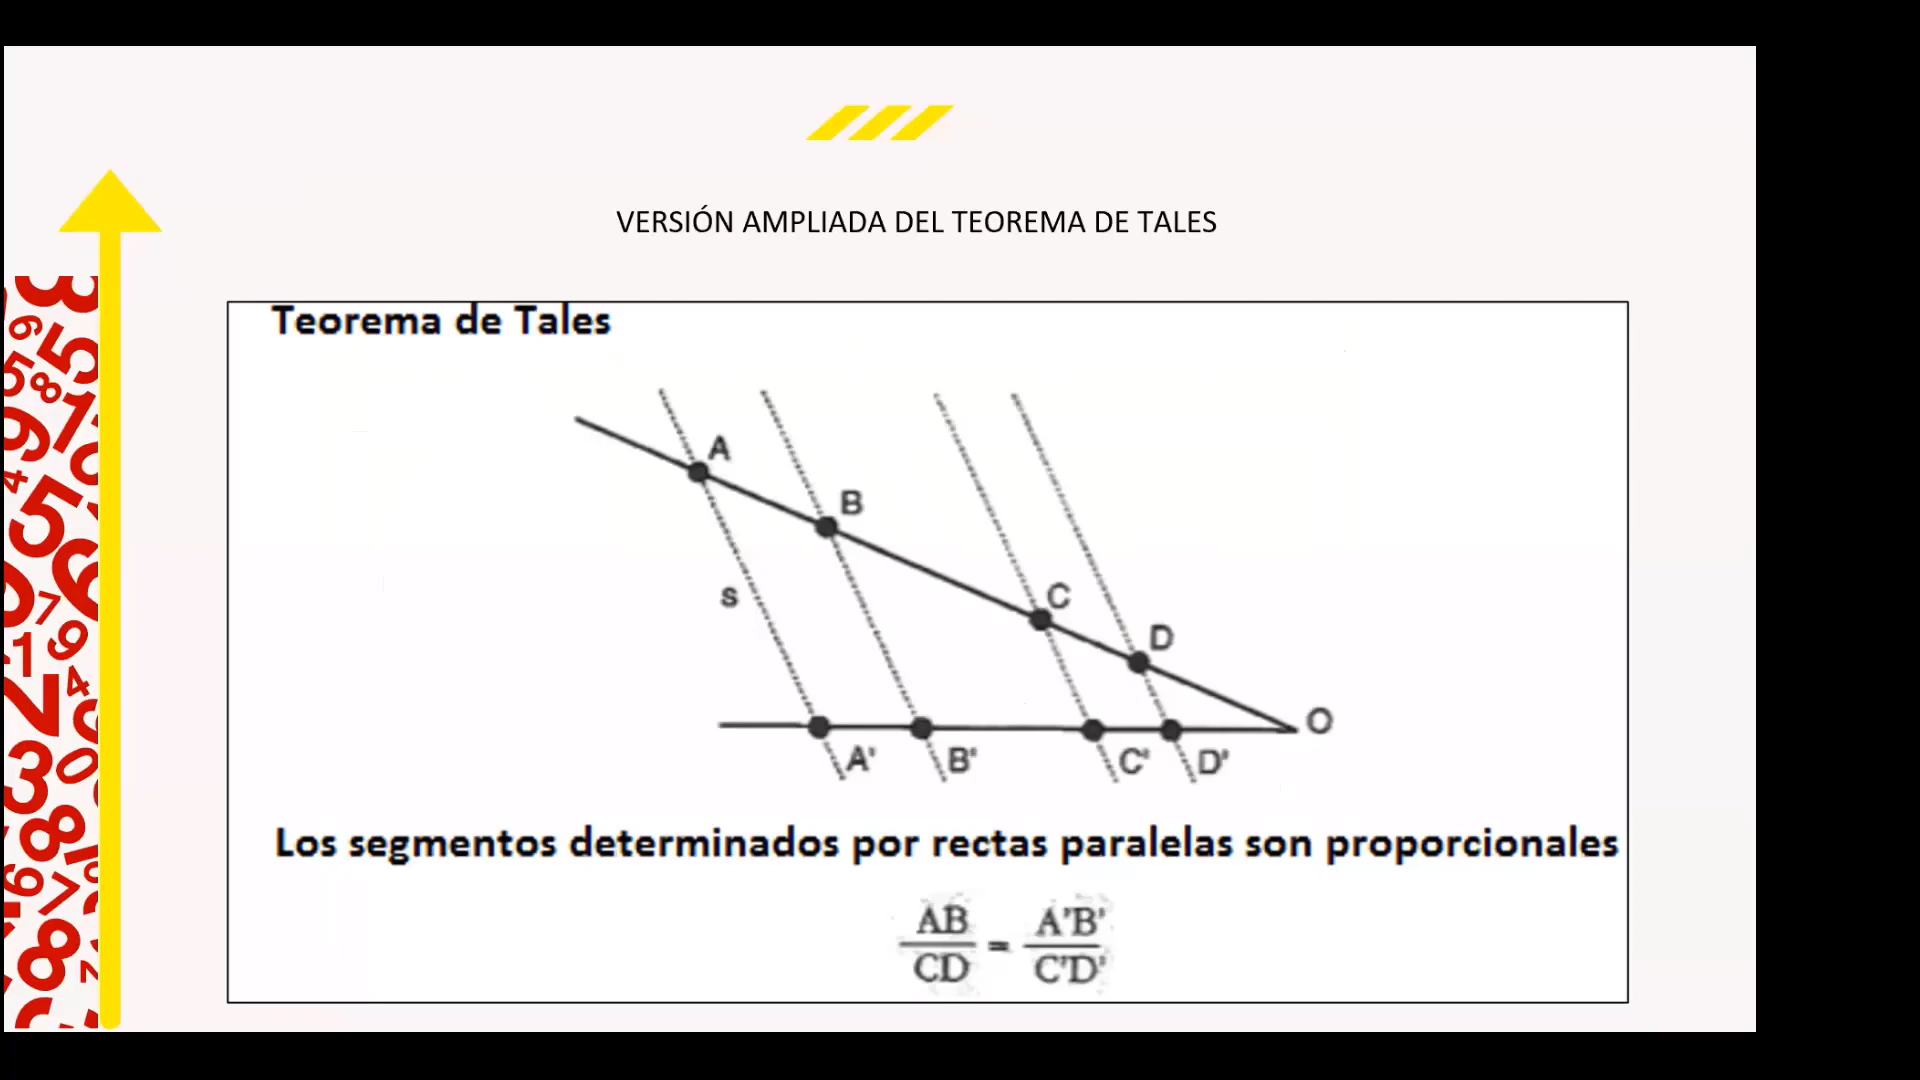 VERSIÓN AMPLIADA DEL TEOREMA DE TALES
Teorema de Tales
A
B
s
C
D
O
A'
B'
C'
D'
Los segmentos determinados por rectas paralelas son proporcionales
AB/CD = A'B'/C'D'